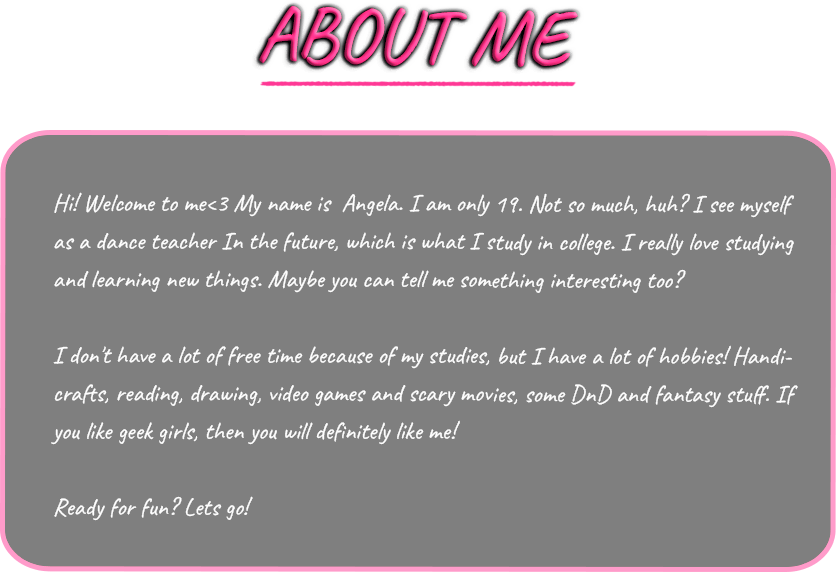 ABOUT ME
Hi! Welcome to me<3 My name is  Angela. I am only 19. Not so much, huh? I see myself
as a dance teacher In the future, which is what I study in college. I really love studying
and learning new things. Maybe you can tell me something interesting too?
I don't have a lot of free time because of my studies, but I have a lot of hobbies! Handi-
crafts, reading, drawing, video games and scary movies, some DnD and fantasy stuff. If
you like geek girls, then you will definitely like me!
Ready for fun? Lets go!